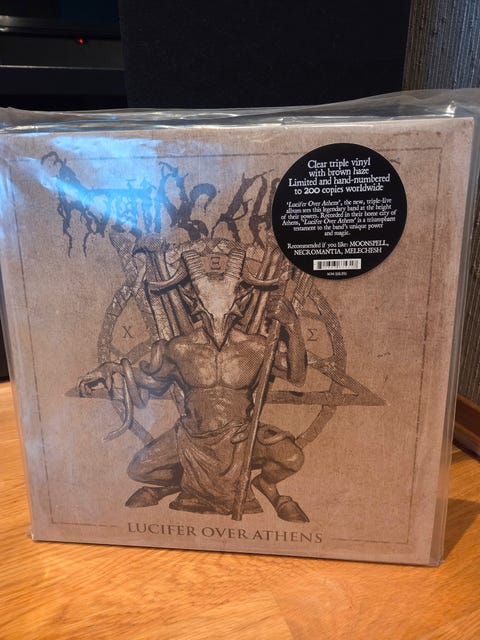 Clear triple vinyl
with brown haze
Limited and hand-numbered
to 200 copies worldwide
'Lucifer Over Athens', the new, triple-live
album sets this legendary band at the height
of their powers. Recorded in their home city of
Athens, 'Lucifer Over Athens' is a triumphant
testament to the band's unique power
and magic.
Recommended if you like: MOONSPELL,
NECROMANTIA, MELECHESH
Ξ
X
Σ
LUCIFER OVER ATHENS